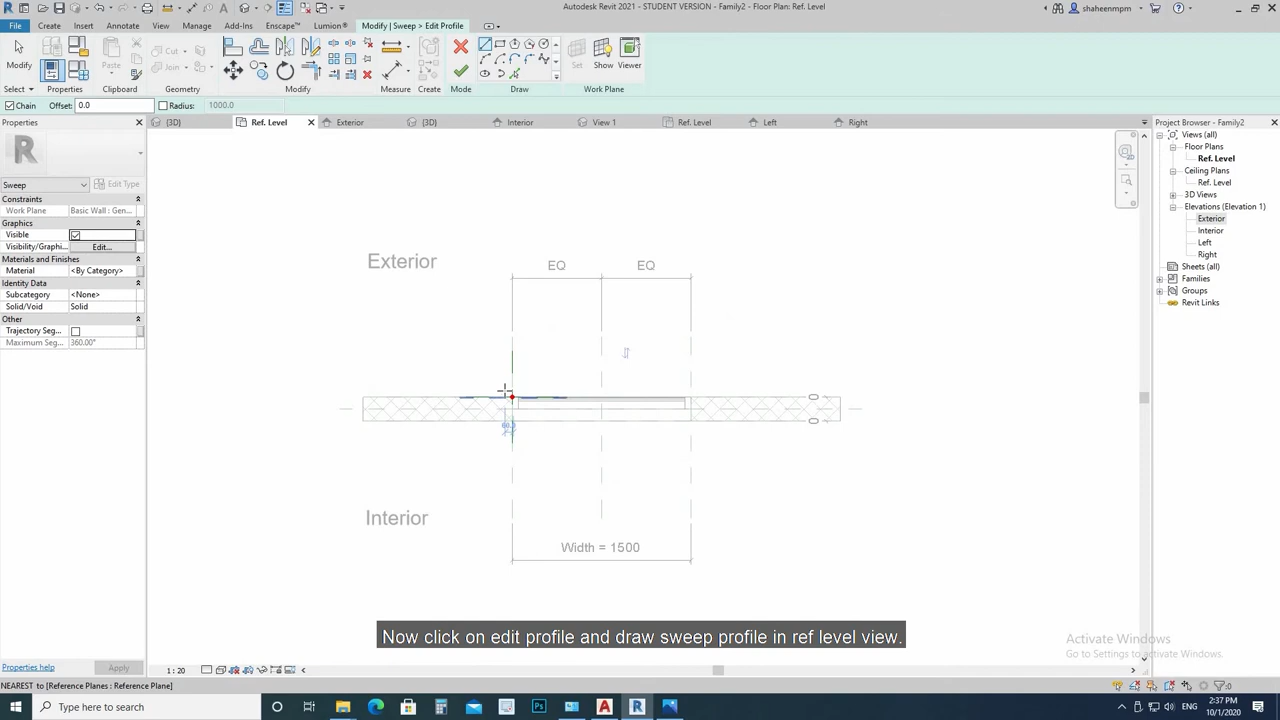 Autodesk Revit 2021 - STUDENT VERSION - Family2 - Floor Plan: Ref. Level
shaheenmpm
File
Create
Insert
Annotate
View
Manage
Add-Ins
Enscape™
Lumion®
Modify | Sweep > Edit Profile
Modify
Paste
Cut
Join
Set
Show
Viewer
Select
Properties
Clipboard
Geometry
Modify
Measure
Create
Mode
Draw
Work Plane
Chain
Offset: 0.0
Radius: 1000.0
Properties
{3D}
Ref. Level
Exterior
{3D}
Interior
View 1
Ref. Level
Left
Right
Project Browser - Family2
Sweep
Edit Type
Constraints
Work Plane
Basic Wall : Gen...
Graphics
Visible
Visibility/Graphi...
Edit...
Materials and Finishes
Material
<By Category>
Identity Data
Subcategory
<None>
Solid/Void
Solid
Other
Trajectory Seg...
Maximum Seg...
360.00°
Views (all)
Floor Plans
Ref. Level
Ceiling Plans
Ref. Level
3D Views
Elevations (Elevation 1)
Exterior
Interior
Left
Right
Sheets (all)
Families
Groups
Revit Links
Exterior
EQ
EQ
Interior
Width = 1500
Now click on edit profile and draw sweep profile in ref level view.
Activate Windows
Go to Settings to activate Windows.
Properties help
Apply
1 : 20
NEAREST to [Reference Planes : Reference Plane]
:0
Type here to search
ENG
2:37 PM
10/1/2020